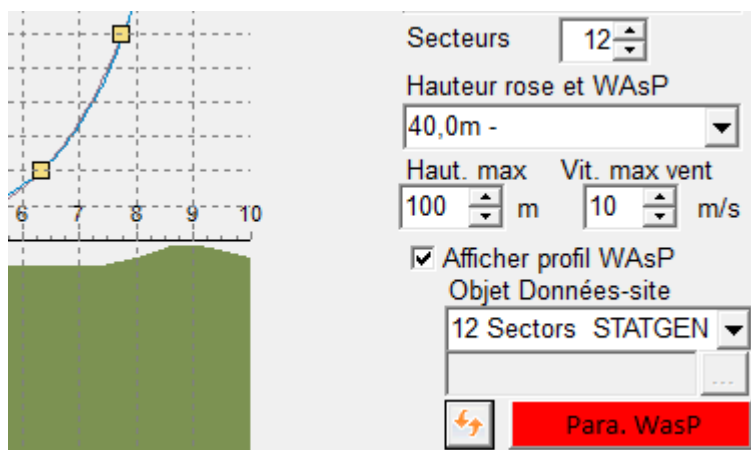 Secteurs 12
Hauteur rose et WAsP
40,0m -
Haut. max Vit. max vent
100 m 10 m/s
6 7 8 9 10
Afficher profil WAsP
Objet Données-site
12 Sectors STATGEN
...
Para. WasP